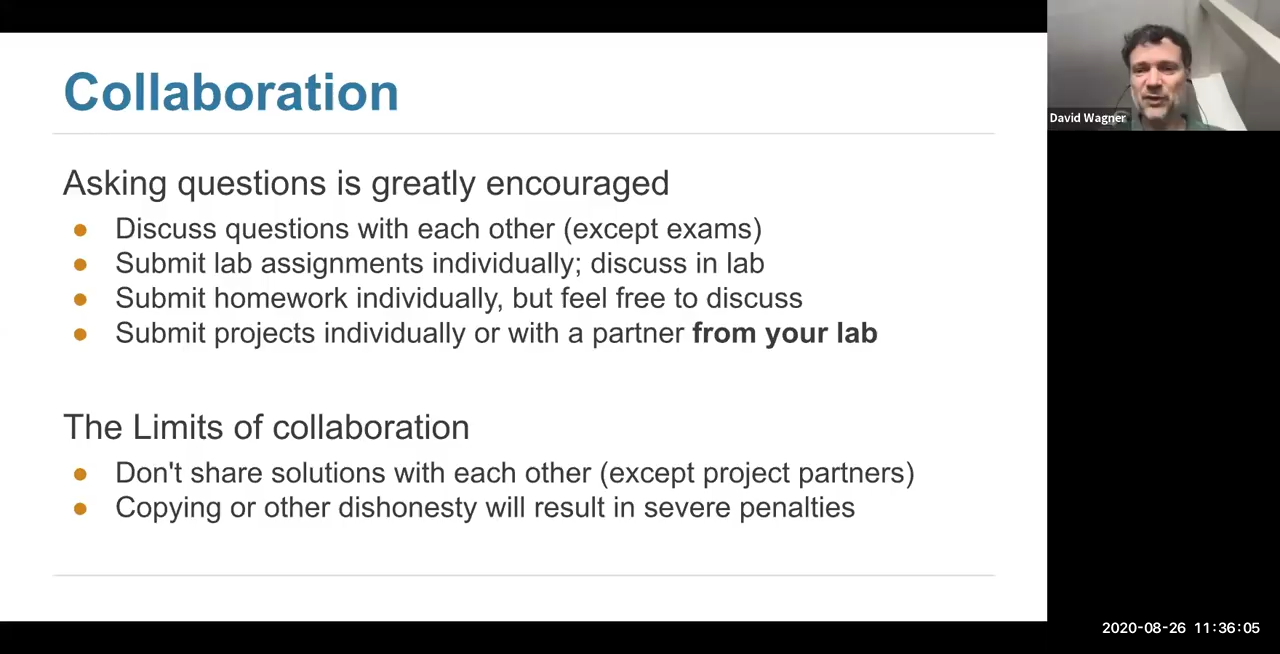 Collaboration
David Wagner
Asking questions is greatly encouraged
● Discuss questions with each other (except exams)
● Submit lab assignments individually; discuss in lab
● Submit homework individually, but feel free to discuss
● Submit projects individually or with a partner from your lab
The Limits of collaboration
● Don't share solutions with each other (except project partners)
● Copying or other dishonesty will result in severe penalties
2020-08-26 11:36:05